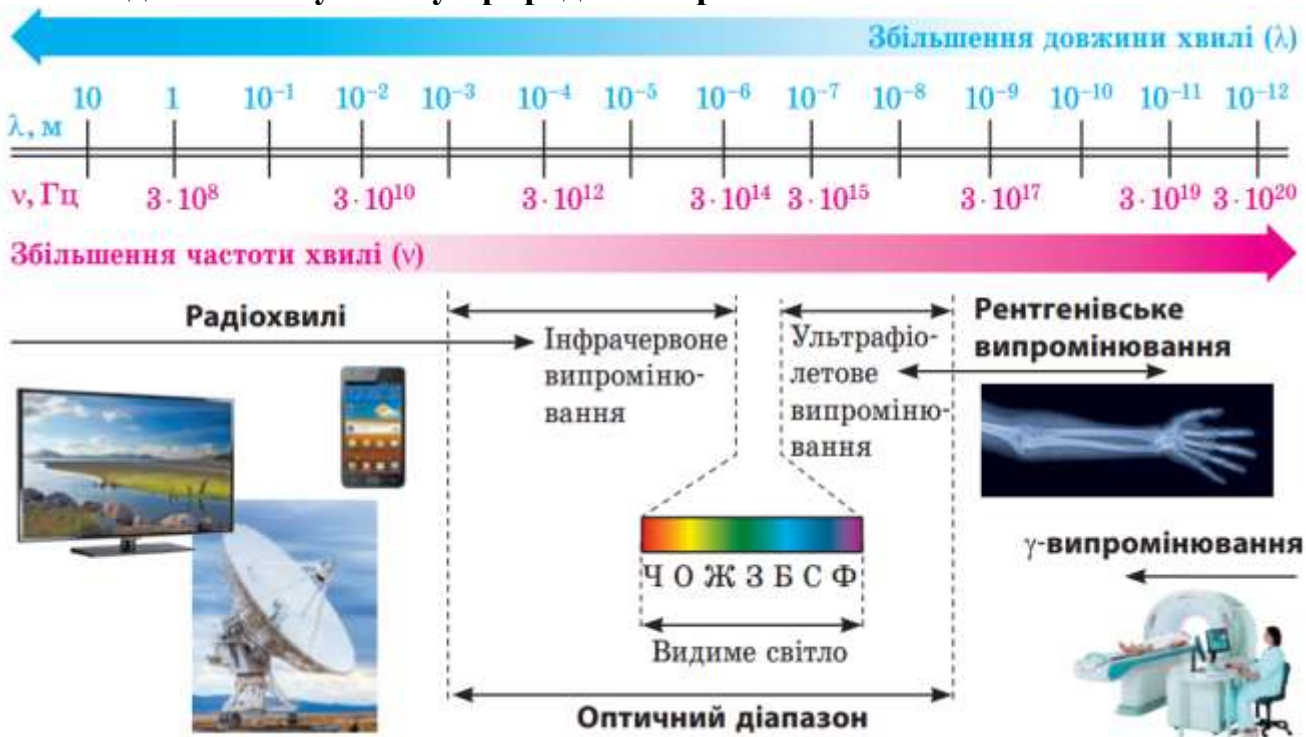 Збільшення довжини хвилі (λ)
10 1 10⁻¹ 10⁻² 10⁻³ 10⁻⁴ 10⁻⁵ 10⁻⁶ 10⁻⁷ 10⁻⁸ 10⁻⁹ 10⁻¹⁰ 10⁻¹¹ 10⁻¹²
λ, м
ν, Гц 3·10⁸ 3·10¹⁰ 3·10¹² 3·10¹⁴ 3·10¹⁵ 3·10¹⁷ 3·10¹⁹ 3·10²⁰
Збільшення частоти хвилі (ν)
Радіохвилі
Інфрачервоне
випроміню-
вання
Ультрафіо-
летове
випроміню-
вання
Рентгенівське
випромінювання
Ч О Ж З Б С Ф
Видиме світло
γ-випромінювання
Оптичний діапазон